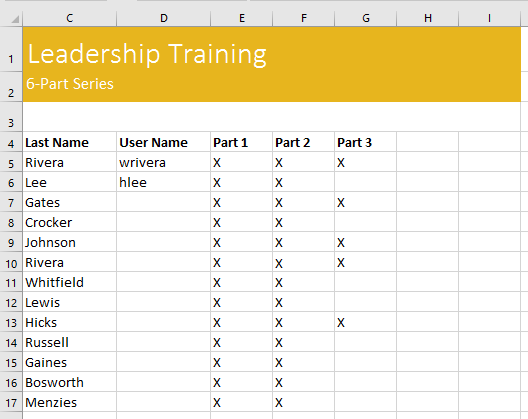 C D E F G H I
1 Leadership Training
2 6-Part Series
3
4 Last Name User Name Part 1 Part 2 Part 3
5 Rivera wrivera X X X
6 Lee hlee X X
7 Gates X X X
8 Crocker X X
9 Johnson X X X
10 Rivera X X X
11 Whitfield X X
12 Lewis X X
13 Hicks X X X
14 Russell X X
15 Gaines X X
16 Bosworth X X
17 Menzies X X